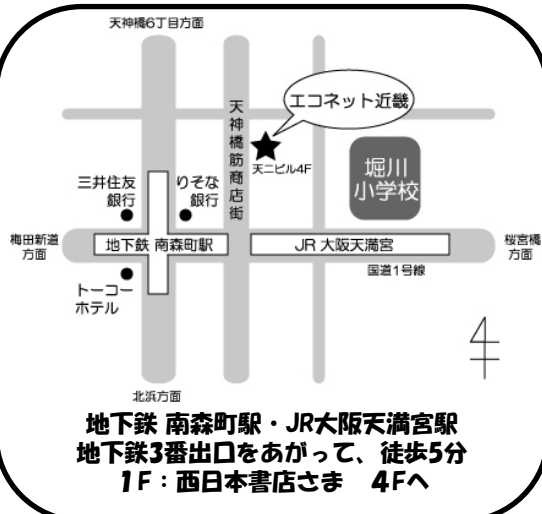 天神橋6丁目方面
天神橋筋商店街
エコネット近畿
天二ビル4F
堀川
小学校
三井住友
銀行
りそな
銀行
梅田新道
方面
地下鉄 南森町駅
JR 大阪天満宮
桜宮橋
方面
国道1号線
トーコー
ホテル
北浜方面
地下鉄 南森町駅・JR大阪天満宮駅
地下鉄3番出口をあがって、徒歩5分
1F：西日本書店さま　4Fへ